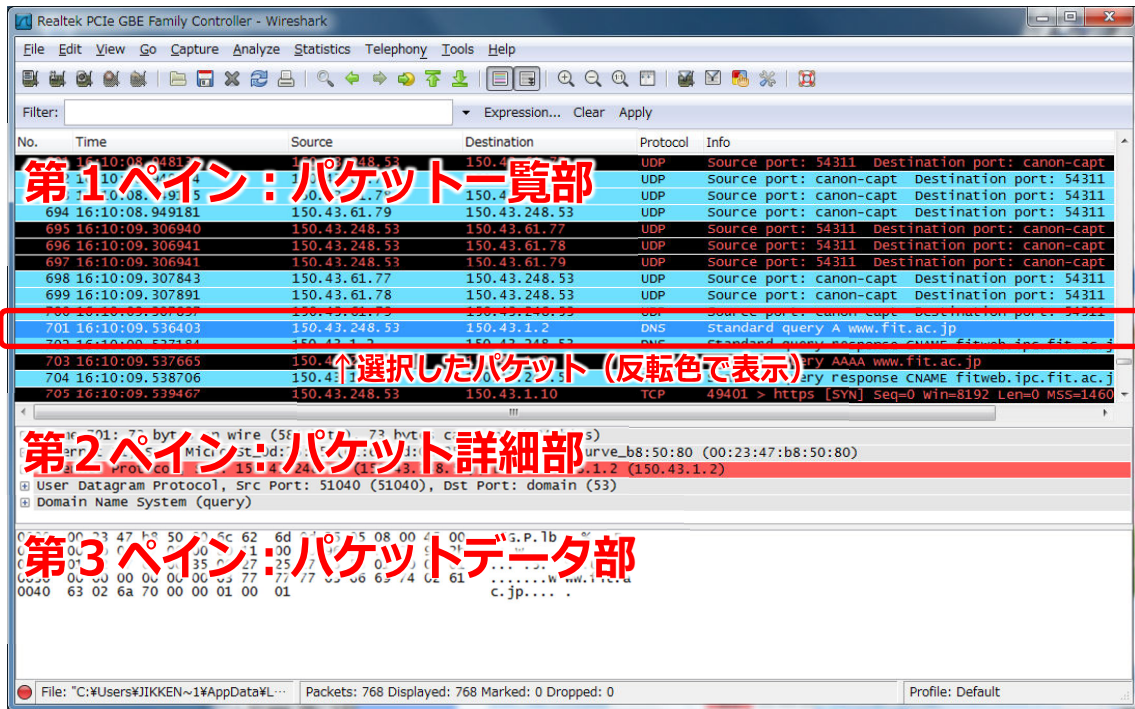 Realtek PCIe GBE Family Controller - Wireshark
File Edit View Go Capture Analyze Statistics Telephony Tools Help
Filter: Expression... Clear Apply
No. Time Source Destination Protocol Info
UDP Source port: 54311 Destination port: canon-capt
第1ペイン：パケット一覧部
UDP Source port: canon-capt Destination port: 54311
UDP Source port: canon-capt Destination port: 54311
694 16:10:08.949181 150.43.61.79 150.43.248.53 UDP Source port: canon-capt Destination port: 54311
695 16:10:09.306940 150.43.248.53 150.43.61.77 UDP Source port: 54311 Destination port: canon-capt
696 16:10:09.306941 150.43.248.53 150.43.61.78 UDP Source port: 54311 Destination port: canon-capt
697 16:10:09.306941 150.43.248.53 150.43.61.79 UDP Source port: 54311 Destination port: canon-capt
698 16:10:09.307843 150.43.61.77 150.43.248.53 UDP Source port: canon-capt Destination port: 54311
699 16:10:09.307891 150.43.61.78 150.43.248.53 UDP Source port: canon-capt Destination port: 54311
701 16:10:09.536403 150.43.248.53 150.43.1.2 DNS Standard query A www.fit.ac.jp
702 16:10:09.537184 150.43.1.2 150.43.248.53 DNS Standard query response CNAME fitweb.ipc.fit.ac.j
703 16:10:09.537665 AAAA www.fit.ac.jp
↑選択したパケット（反転色で表示）
704 16:10:09.538706 response CNAME fitweb.ipc.fit.ac.j
705 16:10:09.539467 150.43.248.53 150.43.1.10 TCP 49401 > https [SYN] Seq=0 Win=8192 Len=0 MSS=1460
第2ペイン：パケット詳細部
(00:23:47:b8:50:80)
(150.43.1.2)
User Datagram Protocol, Src Port: 51040 (51040), Dst Port: domain (53)
Domain Name System (query)
第3ペイン：パケットデータ部
0040 63 02 6a 70 00 00 01 00 01 c.jp.... .
File: "C:¥Users¥JIKKEN~1¥AppData¥L··· Packets: 768 Displayed: 768 Marked: 0 Dropped: 0 Profile: Default